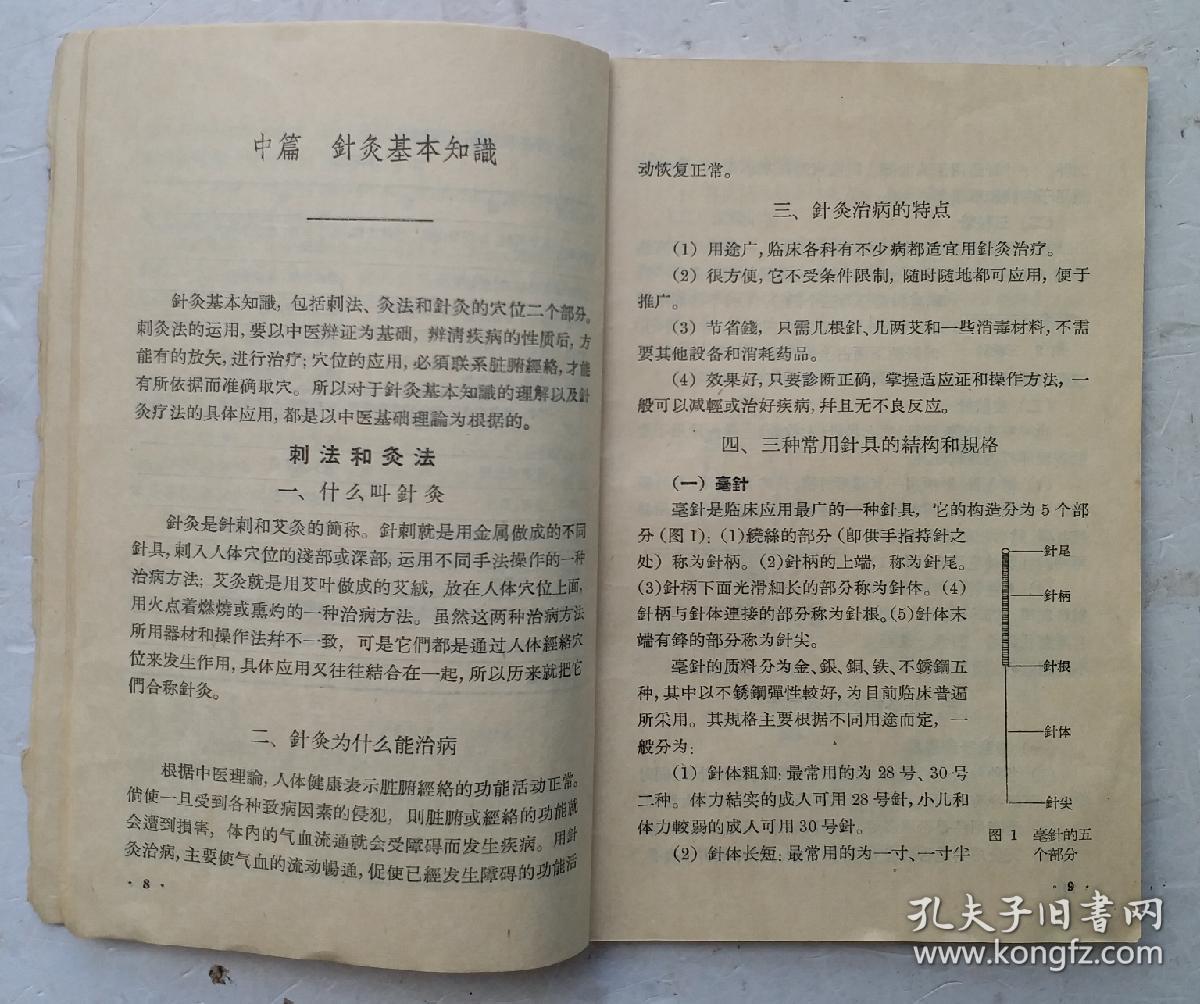 中篇 針灸基本知識
針灸基本知識，包括刺法、灸法和針灸的穴位二个部分。
刺灸法的运用，要以中医辨证为基础，辨清疾病的性质后，方
能有的放矢，进行治疗；穴位的应用，必須联系脏腑經絡，才能
有所依据而准确取穴。所以对于針灸基本知識的理解以及針
灸疗法的具体应用，都是以中医基础理論为根据的。
刺法和灸法
一、什么叫針灸
針灸是針刺和艾灸的簡称。針刺就是用金属做成的不同
針具，刺入人体穴位的淺部或深部，运用不同手法操作的一种
治病方法；艾灸就是用艾叶做成的艾絨，放在人体穴位上面，
用火点着燃燒或熏灼的一种治病方法。虽然这两种治病方法
所用器材和操作法幷不一致，可是它們都是通过人体經絡穴
位来发生作用，具体应用又往往結合在一起，所以历来就把它
們合称針灸。
二、針灸为什么能治病
根据中医理論，人体健康表示脏腑經絡的功能活动正常。
倘使一旦受到各种致病因素的侵犯，则脏腑或經絡的功能就
会遭到損害，体內的气血流通就会受障碍而发生疾病。用針
灸治病，主要使气血的流动暢通，促使已經发生障碍的功能活
· 8 ·
动恢复正常。
三、針灸治病的特点
（1）用途广，临床各科有不少病都适宜用針灸治疗。
（2）很方便，它不受条件限制，随时随地都可应用，便于
推广。
（3）节省錢，只需几根針、几两艾和一些消毒材料，不需
要其他設备和消耗药品。
（4）效果好，只要診断正确，掌握适应证和操作方法，一
般可以减輕或治好疾病，幷且无不良反应。
四、三种常用針具的結构和規格
（一）毫針
毫針是临床应用最广的一种針具，它的构造分为5个部
分（图1）：（1）繞絲的部分（卽供手指持針之
处）称为針柄。（2）針柄的上端，称为針尾。
（3）針柄下面光滑細长的部分称为針体。（4）
針柄与針体連接的部分称为針根。（5）針体末
端有鋒的部分称为針尖。
毫針的质料分为金、銀、銅、铁、不銹鋼五
种，其中以不銹鋼彈性較好，为目前临床普遍
所采用。其規格主要根据不同用途而定，一
般分为：
（1）針体粗細：最常用的为28号、30号
二种。体力結实的成人可用28号針，小儿和
体力較弱的成人可用30号針。
（2）針体长短：最常用的为一寸、一寸半
針尾
針柄
針根
針体
針尖
图1 毫針的五
个部分
· 9 ·
孔夫子旧书网
www.kongfz.com